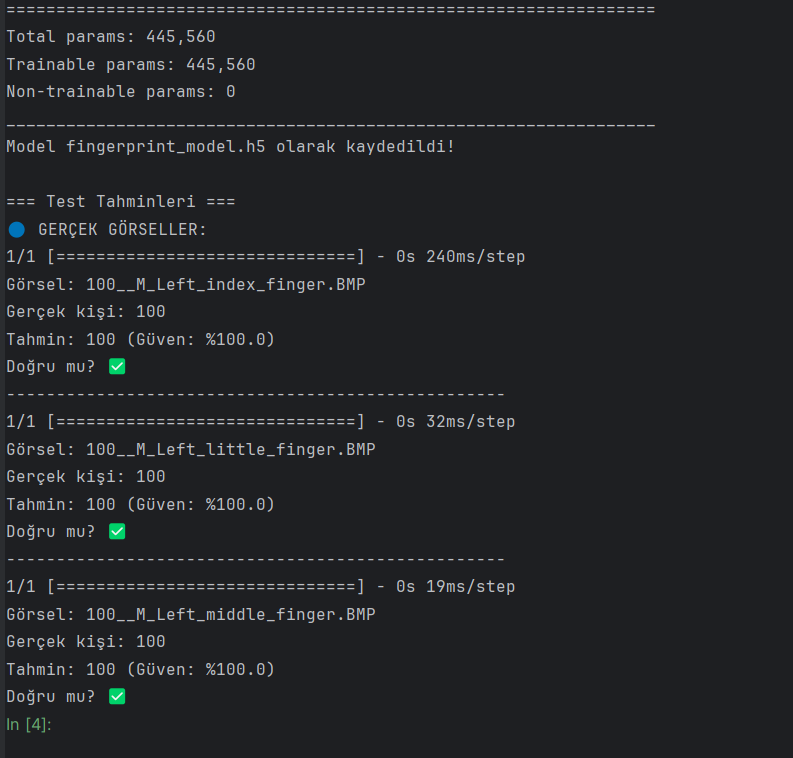 =================================================================
Total params: 445,560
Trainable params: 445,560
Non-trainable params: 0
_________________________________________________________________
Model fingerprint_model.h5 olarak kaydedildi!
=== Test Tahminleri ===
🔵 GERÇEK GÖRSELLER:
1/1 [==============================] - 0s 240ms/step
Görsel: 100__M_Left_index_finger.BMP
Gerçek kişi: 100
Tahmin: 100 (Güven: %100.0)
Doğru mu? ✅
--------------------------------------------------
1/1 [==============================] - 0s 32ms/step
Görsel: 100__M_Left_little_finger.BMP
Gerçek kişi: 100
Tahmin: 100 (Güven: %100.0)
Doğru mu? ✅
--------------------------------------------------
1/1 [==============================] - 0s 19ms/step
Görsel: 100__M_Left_middle_finger.BMP
Gerçek kişi: 100
Tahmin: 100 (Güven: %100.0)
Doğru mu? ✅
In [4]: